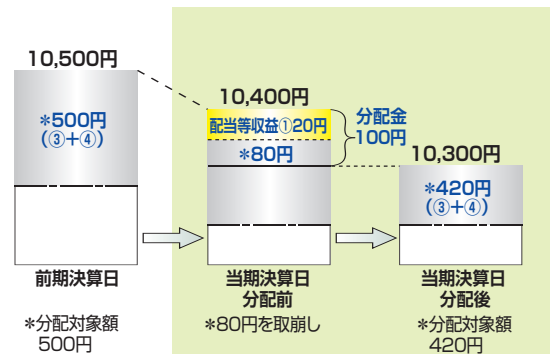 10,500円
*500円
(③+④)
前期決算日
*分配対象額
500円
10,400円
配当等収益①20円
*80円
分配金
100円
当期決算日
分配前
*80円を取崩し
10,300円
*420円
(③+④)
当期決算日
分配後
*分配対象額
420円